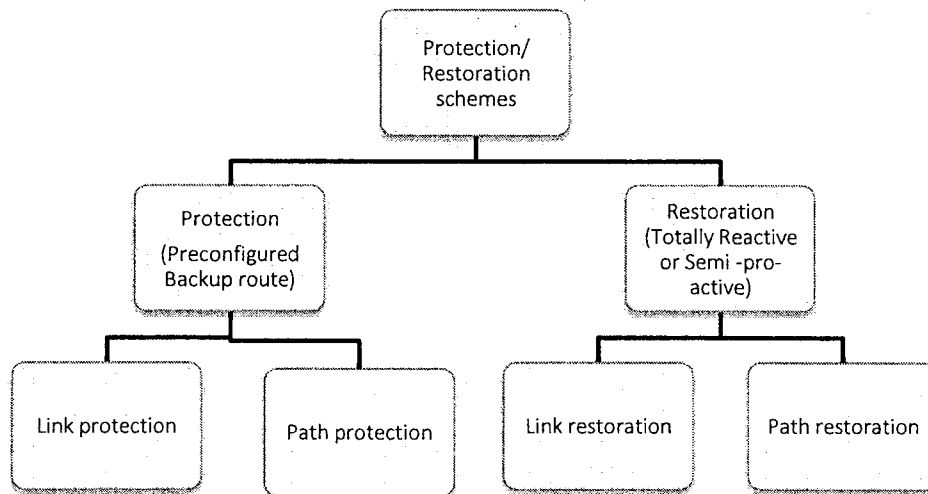 Protection/
Restoration
schemes
Protection
(Preconfigured
Backup route)
Restoration
(Totally Reactive
or Semi -pro-
active)
Link protection
Path protection
Link restoration
Path restoration